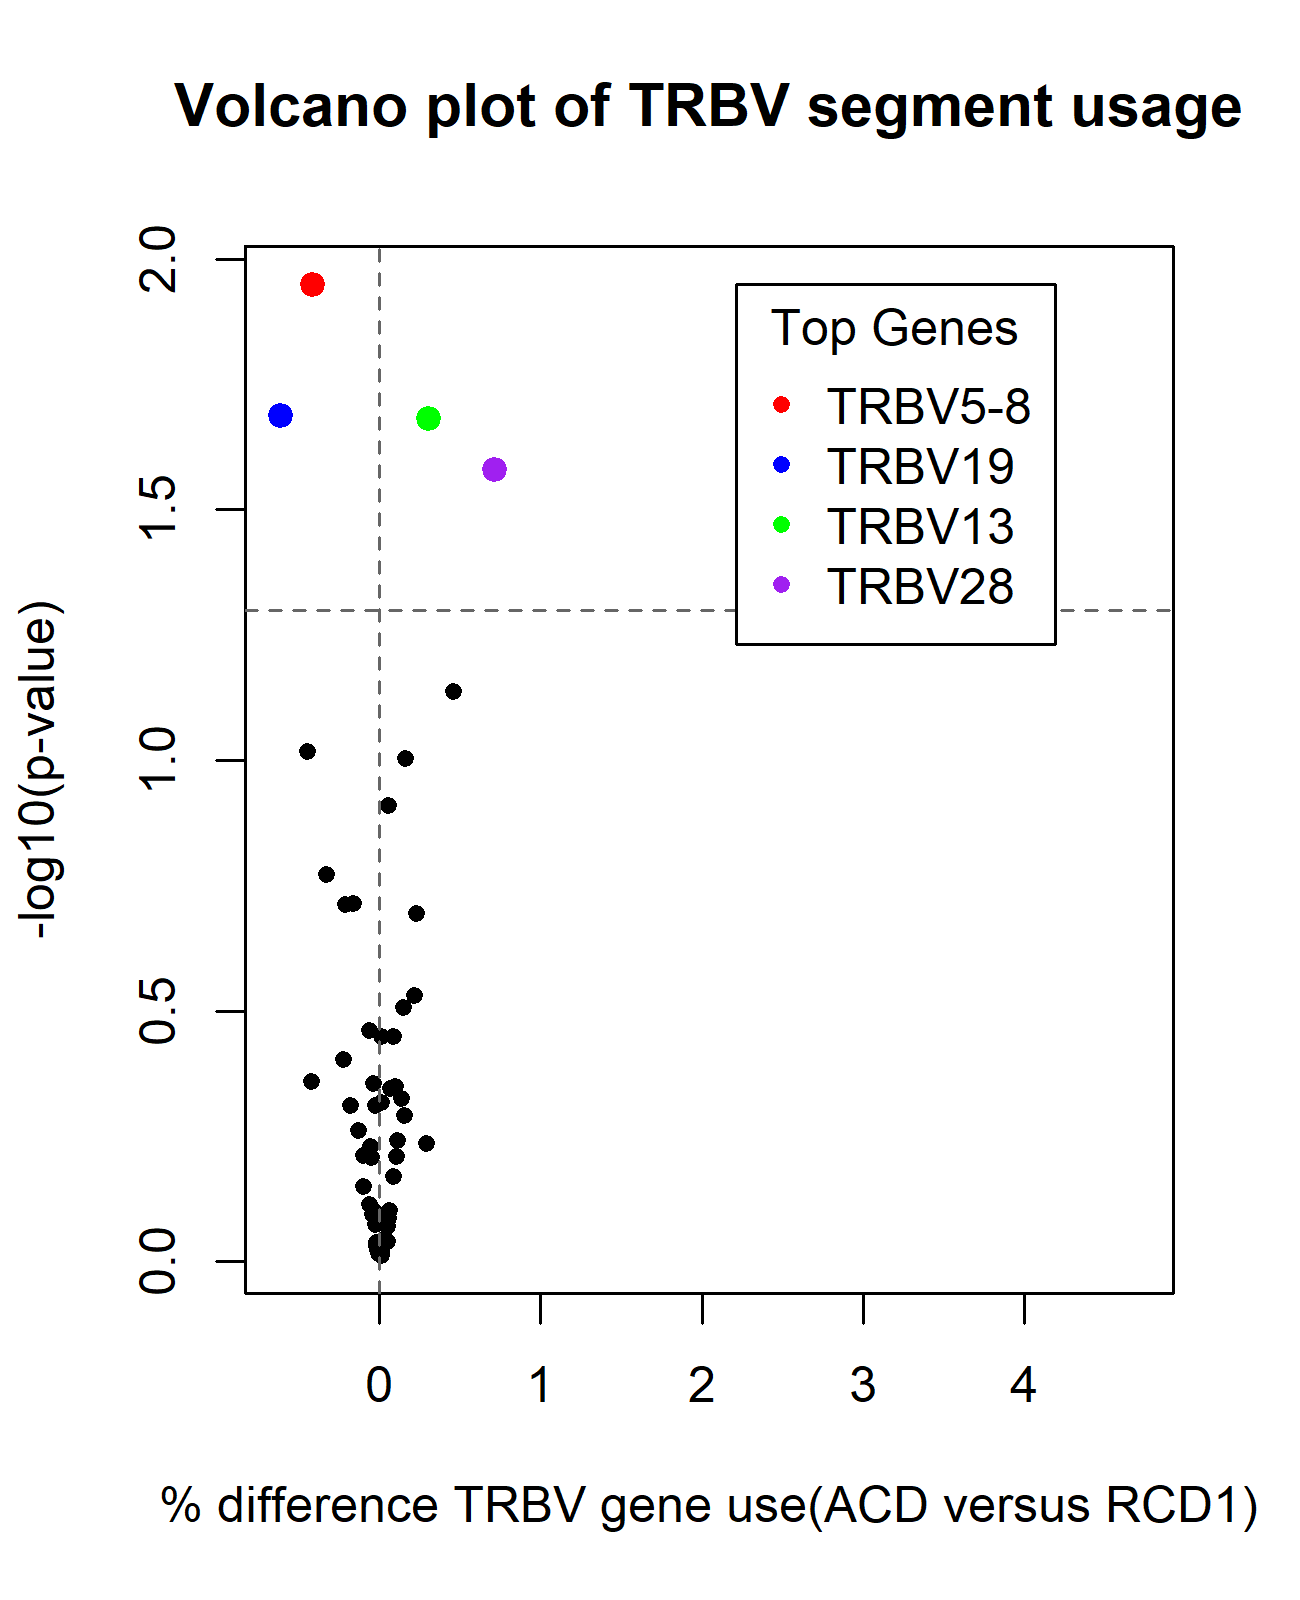 Volcano plot of TRBV segment usage
2.0
1.5
1.0
0.5
0.0
-log10(p-value)
Top Genes
TRBV5-8
TRBV19
TRBV13
TRBV28
0 1 2 3 4
% difference TRBV gene use(ACD versus RCD1)